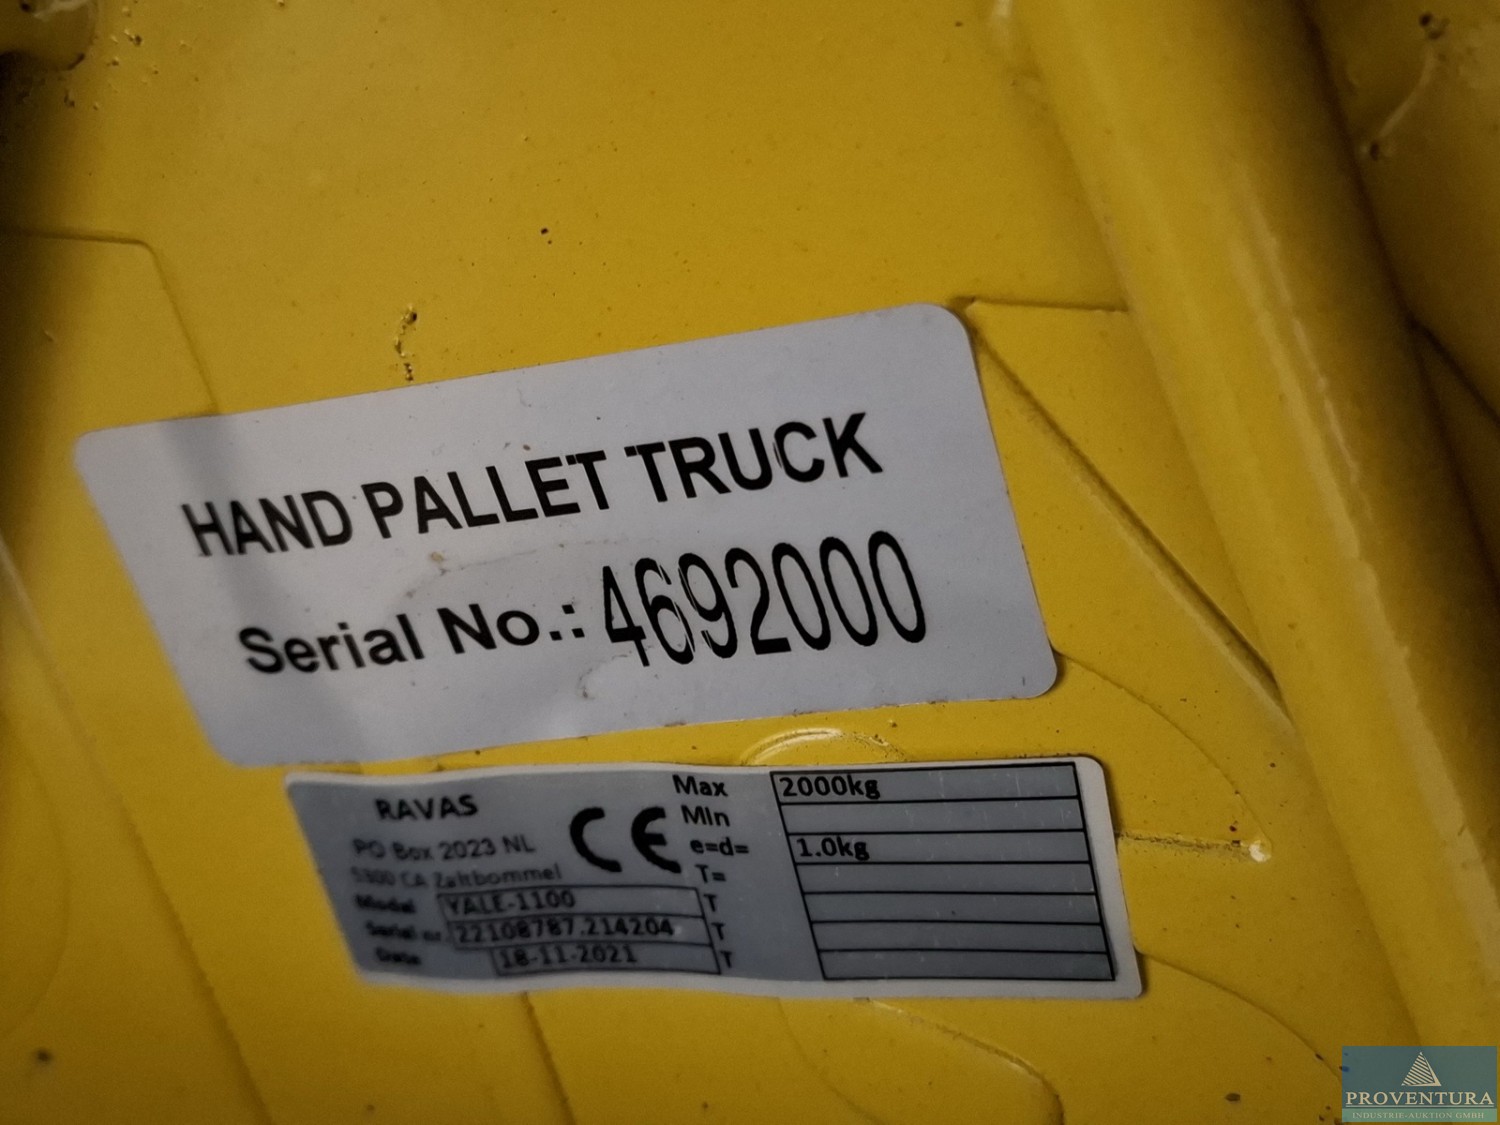 HAND PALLET TRUCK
Serial No.: 4692000
RAVAS
PO Box 2023 NL
5300 CA Zaltbommel
Model YALE-1100
Serial nr. 22108787.214204
Date 18-11-2021
CE
Max 2000kg
Min
e=d= 1.0kg
T=
T
T
T
PROVENTURA
INDUSTRIE-AUKTION GMBH